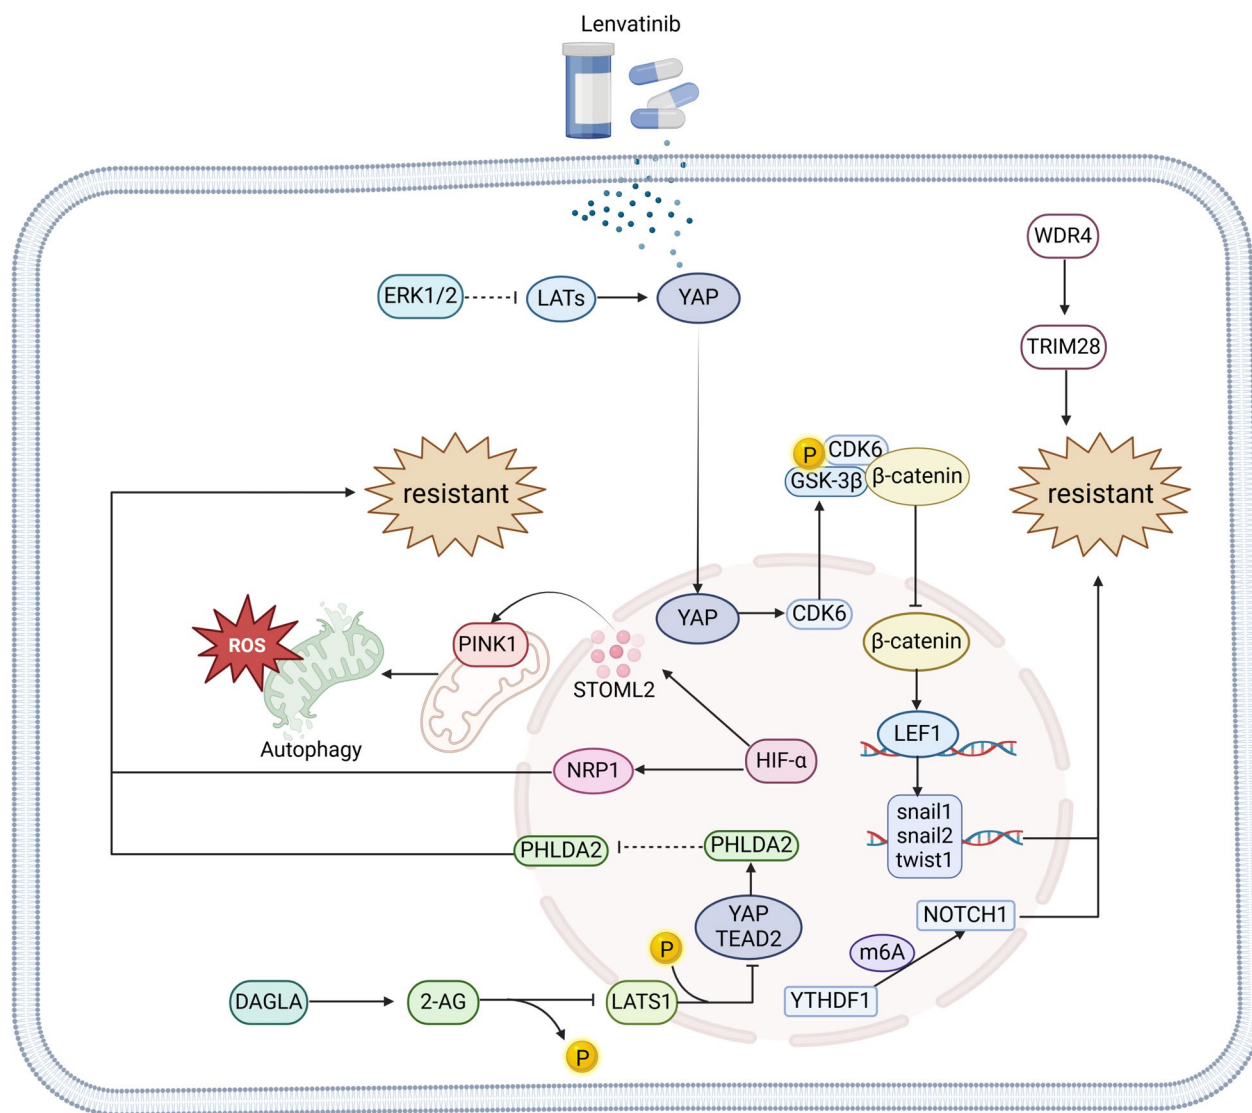 Lenvatinib
WDR4
ERK1/2
LATs
YAP
TRIM28
P
CDK6
GSK-3β
β-catenin
resistant
resistant
YAP
CDK6
β-catenin
ROS
PINK1
STOML2
Autophagy
LEF1
NRP1
HIF-α
snail1
snail2
twist1
PHLDA2
PHLDA2
YAP
TEAD2
NOTCH1
P
m6A
DAGLA
2-AG
LATS1
YTHDF1
P